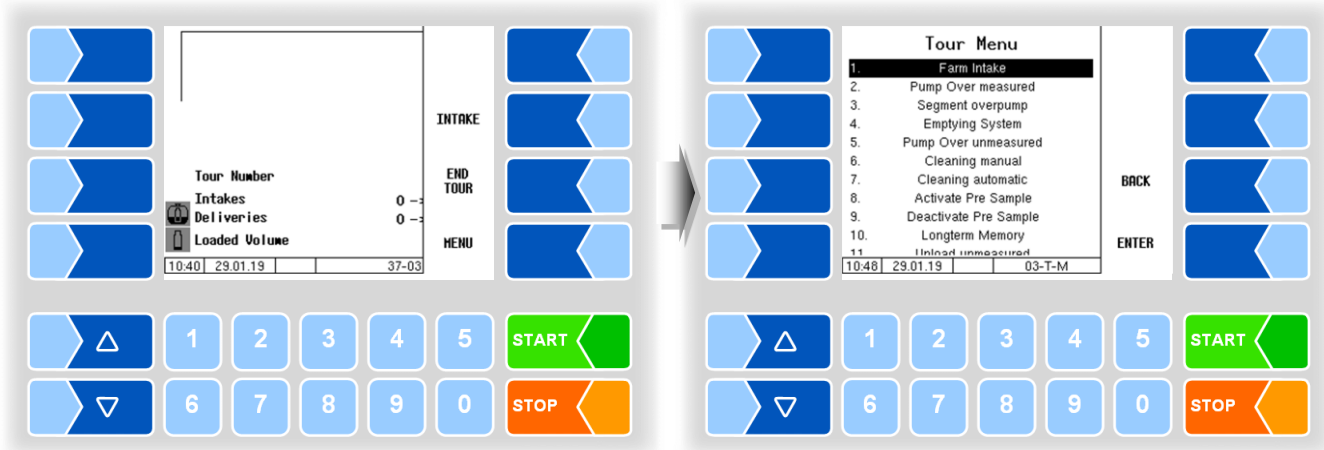 INTAKE
END
TOUR
Tour Number
Intakes 0 ->
Deliveries 0 ->
Loaded Volume
MENU
10:40 29.01.19 37-03
1 2 3 4 5 START
6 7 8 9 0 STOP
Tour Menu
1. Farm Intake
2. Pump Over measured
3. Segment overpump
4. Emptying System
5. Pump Over unmeasured
6. Cleaning manual
7. Cleaning automatic
8. Activate Pre Sample
9. Deactivate Pre Sample
10. Longterm Memory
11. Unload unmeasured
BACK
ENTER
10:48 29.01.19 03-T-M
1 2 3 4 5 START
6 7 8 9 0 STOP